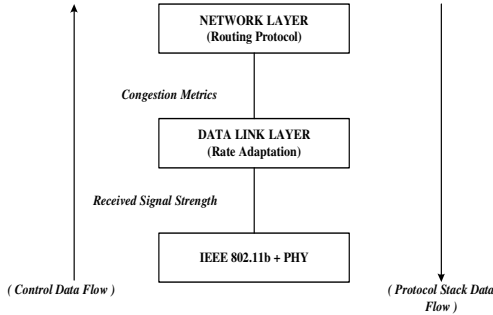 NETWORK LAYER
(Routing Protocol)
Congestion Metrics
DATA LINK LAYER
(Rate Adaptation)
Received Signal Strength
IEEE 802.11b + PHY
( Control Data Flow )
( Protocol Stack Data
Flow )